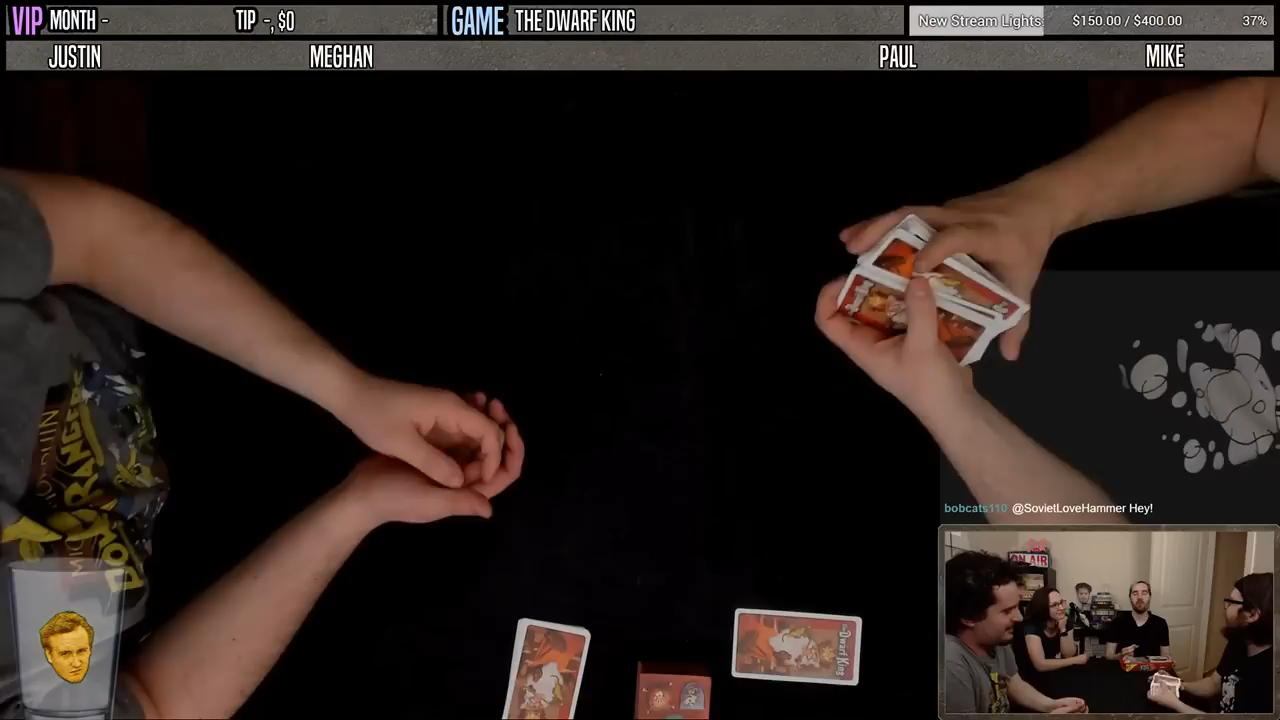 VIP MONTH - TIP -, $0 GAME THE DWARF KING New Stream Lights: $150.00 / $400.00 37%
JUSTIN MEGHAN PAUL MIKE
bobcats110 @SovietLoveHammer Hey!
ON AIR
The Dwarf King